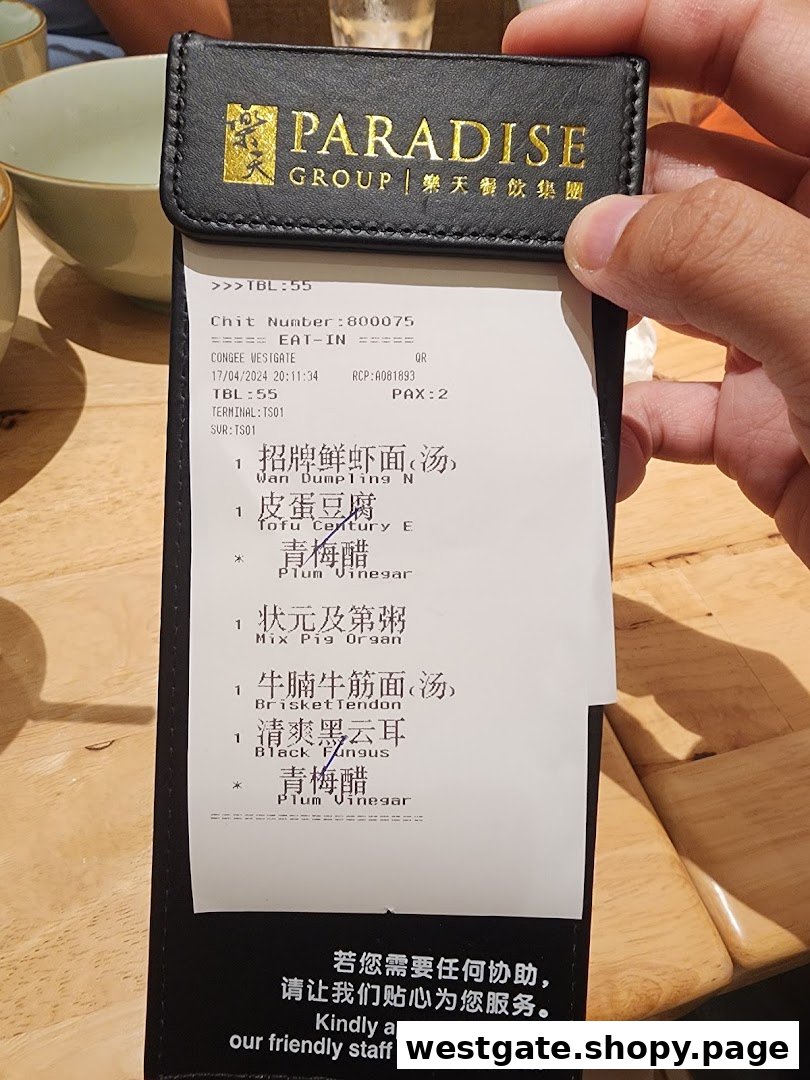 樂天
PARADISE
GROUP | 樂天餐飲集團
>>>TBL:55
Chit Number:800075
===== EAT-IN =====
CONGEE WESTGATE QR
17/04/2024 20:11:34 RCP:A081893
TBL:55 PAX:2
TERMINAL:TS01
SVR:TS01
1 招牌鲜虾面(汤)
Wan Dumpling N
1 皮蛋豆腐
Tofu Century E
* 青梅醋
Plum Vinegar
1 状元及第粥
Mix Pig Organ
1 牛腩牛筋面(汤)
BrisketTendon
1 清爽黑云耳
Black Fungus
* 青梅醋
Plum Vinegar
========================
若您需要任何协助，
请让我们贴心为您服务。
Kindly
our friendly staff
westgate.shopy.page